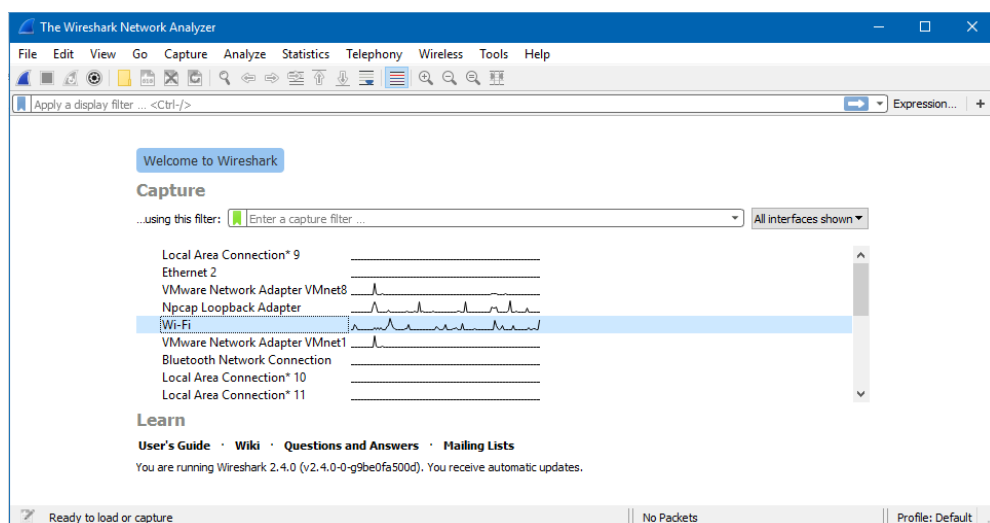 The Wireshark Network Analyzer
File Edit View Go Capture Analyze Statistics Telephony Wireless Tools Help
Apply a display filter ... <Ctrl-/> Expression... +
Welcome to Wireshark
Capture
...using this filter: Enter a capture filter ... All interfaces shown
Local Area Connection* 9
Ethernet 2
VMware Network Adapter VMnet8
Npcap Loopback Adapter
Wi-Fi
VMware Network Adapter VMnet1
Bluetooth Network Connection
Local Area Connection* 10
Local Area Connection* 11
Learn
User's Guide · Wiki · Questions and Answers · Mailing Lists
You are running Wireshark 2.4.0 (v2.4.0-0-g9be0fa500d). You receive automatic updates.
Ready to load or capture No Packets Profile: Default